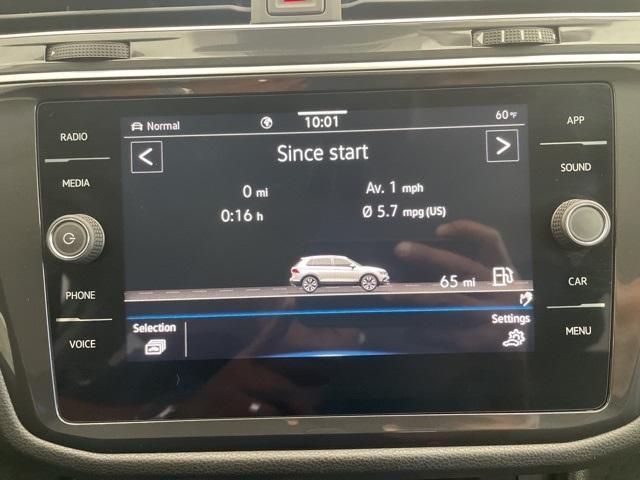 Normal 10:01 60°F
RADIO
MEDIA
PHONE
VOICE
Since start
0 mi Av. 1 mph
0:16 h Ø 5.7 mpg (US)
65 mi
Selection Settings
APP
SOUND
CAR
MENU